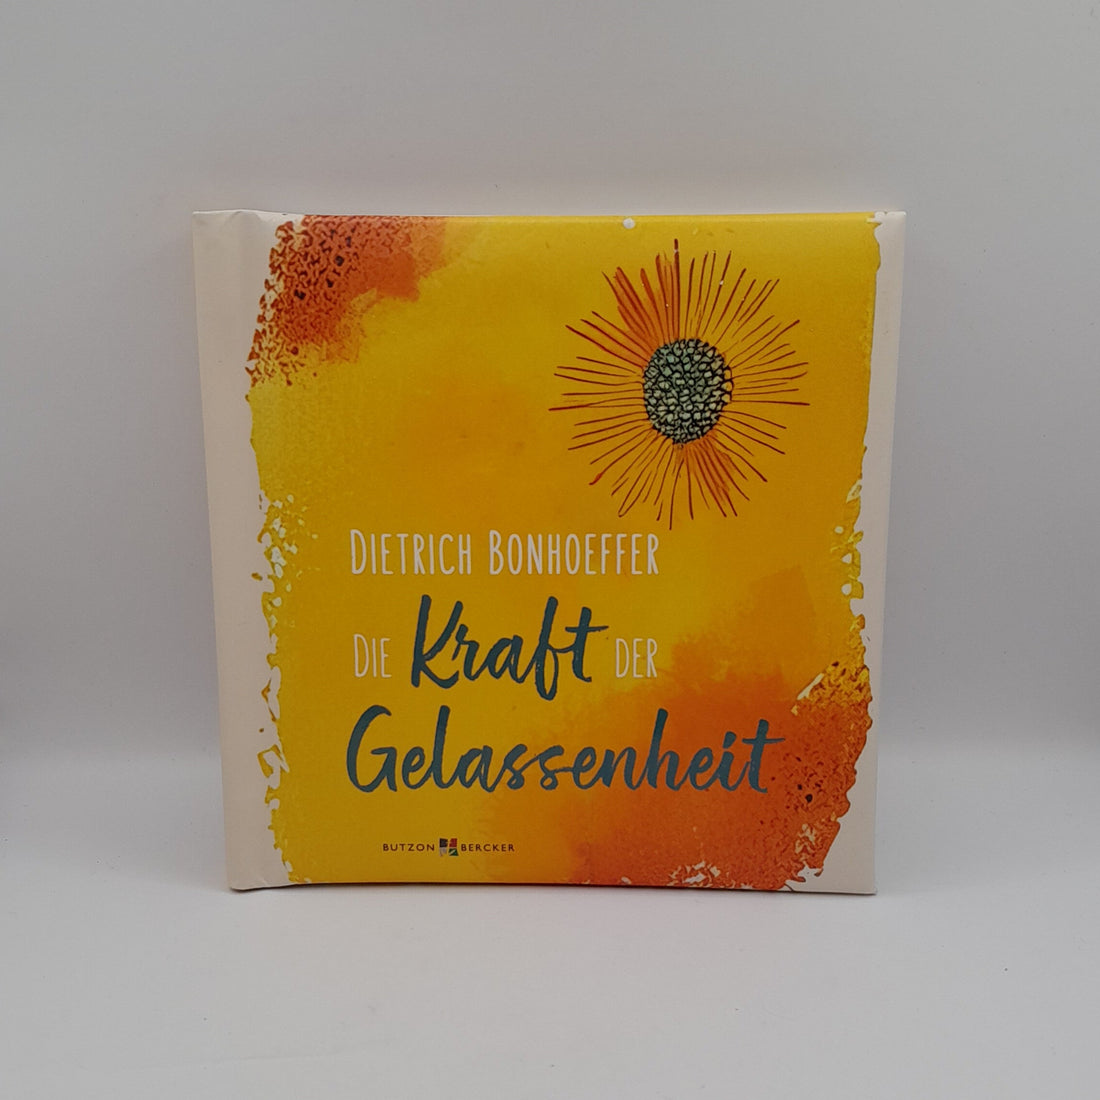 DIETRICH BONHOEFFER
DIE Kraft DER
Gelassenheit
BUTZON BERCKER